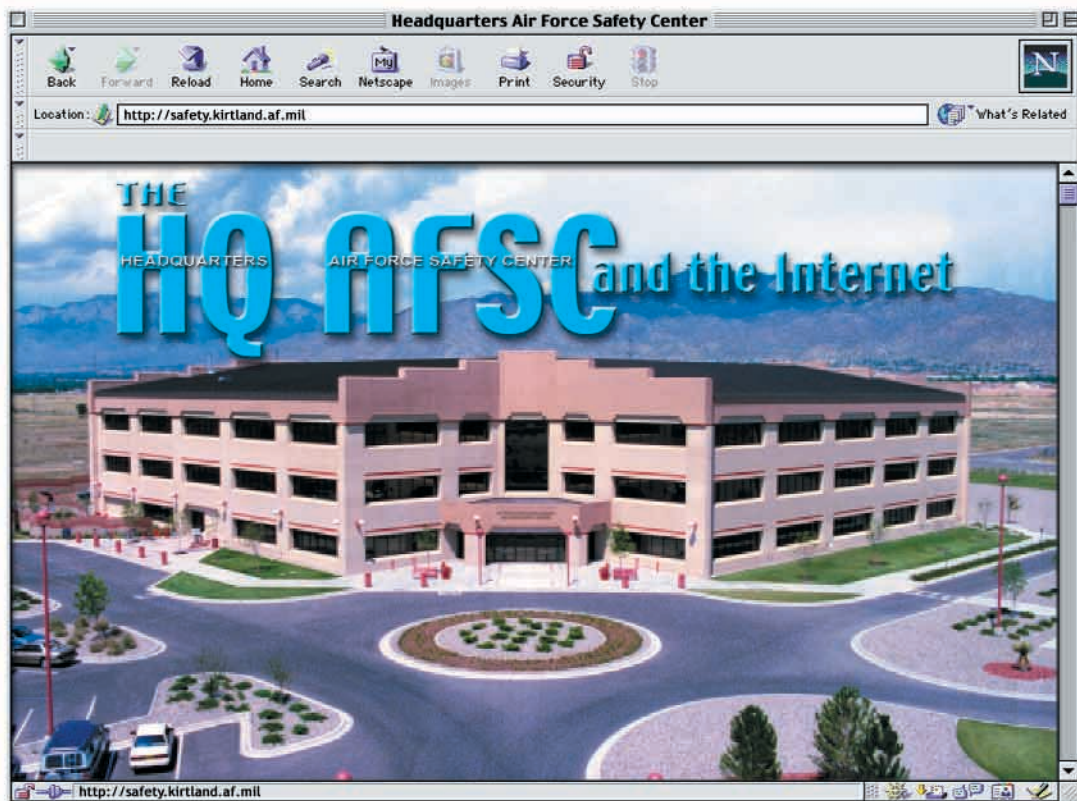 Headquarters Air Force Safety Center
Back Forward Reload Home Search Netscape Images Print Security Stop
My
N
Location: http://safety.kirtland.af.mil What's Related
THE
HQ AFSC and the Internet
HEADQUARTERS AIR FORCE SAFETY CENTER
http://safety.kirtland.af.mil